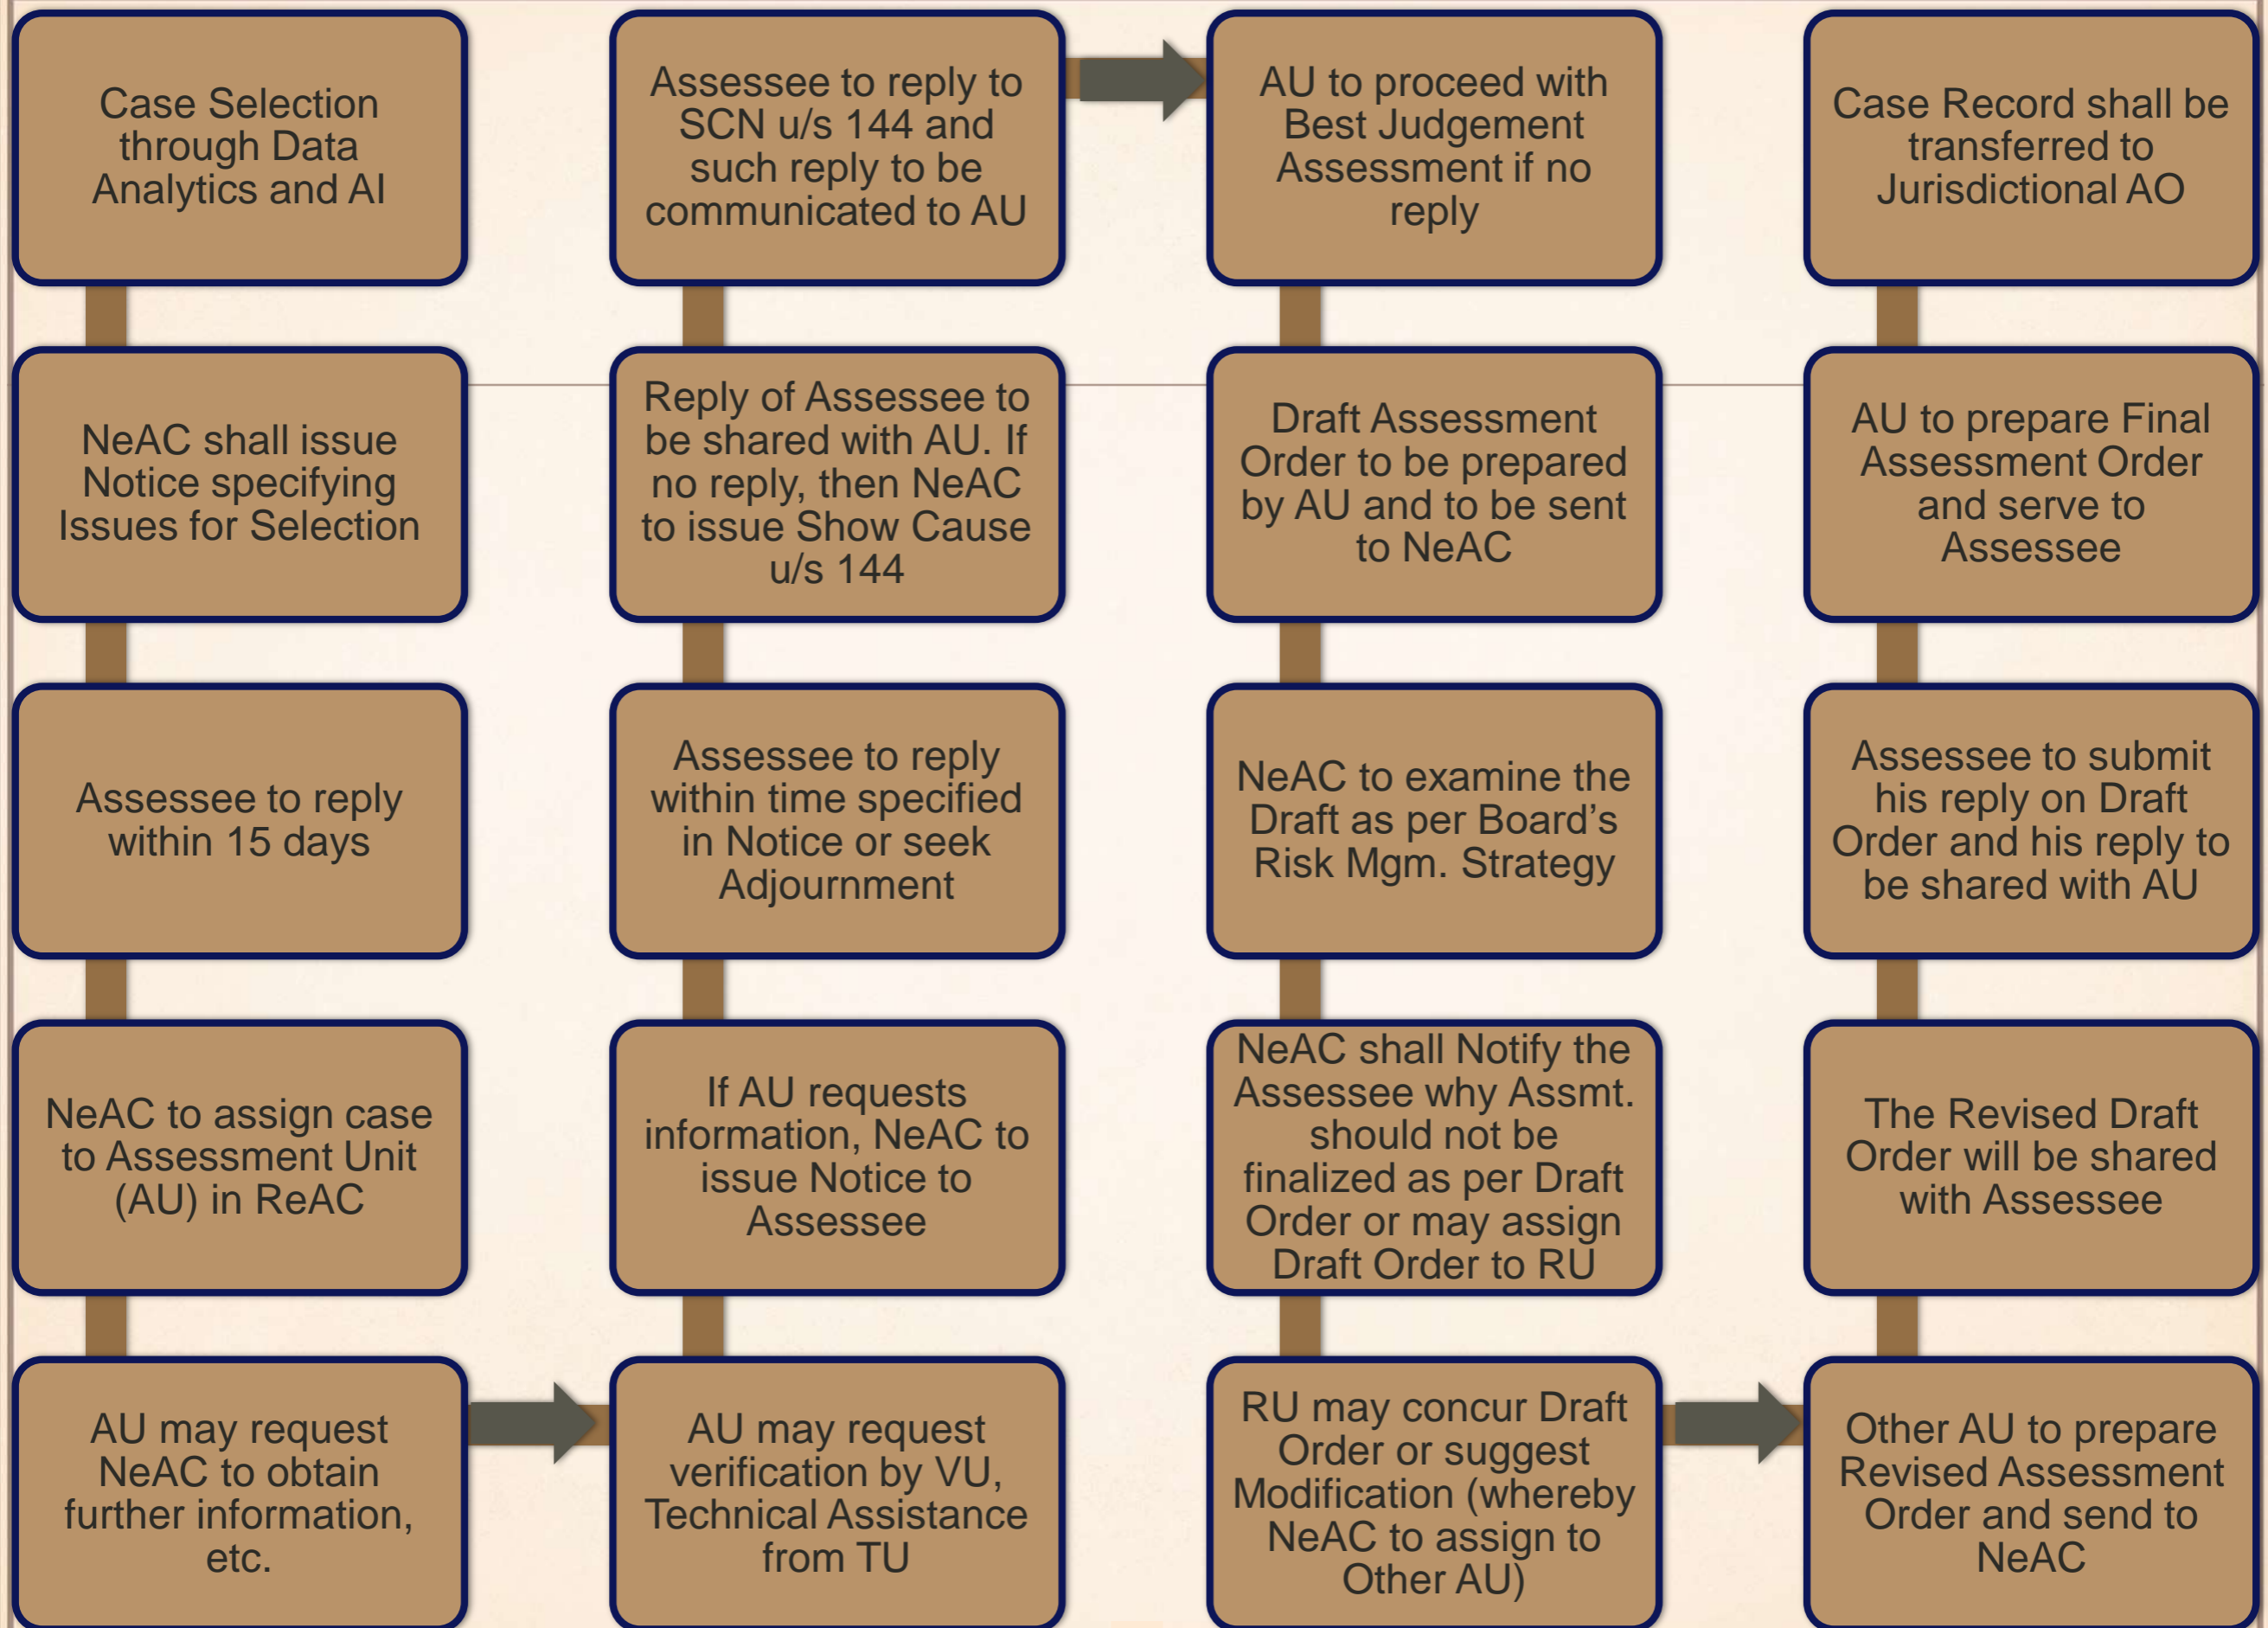 Case Selection
through Data
Analytics and AI
NeAC shall issue
Notice specifying
Issues for Selection
Assessee to reply
within 15 days
NeAC to assign case
to Assessment Unit
(AU) in ReAC
AU may request
NeAC to obtain
further information,
etc.
AU may request
verification by VU,
Technical Assistance
from TU
If AU requests
information, NeAC to
issue Notice to
Assessee
Assessee to reply
within time specified
in Notice or seek
Adjournment
Reply of Assessee to
be shared with AU. If
no reply, then NeAC
to issue Show Cause
u/s 144
Assessee to reply to
SCN u/s 144 and
such reply to be
communicated to AU
AU to proceed with
Best Judgement
Assessment if no
reply
Draft Assessment
Order to be prepared
by AU and to be sent
to NeAC
NeAC to examine the
Draft as per Board’s
Risk Mgm. Strategy
NeAC shall Notify the
Assessee why Assmt.
should not be
finalized as per Draft
Order or may assign
Draft Order to RU
RU may concur Draft
Order or suggest
Modification (whereby
NeAC to assign to
Other AU)
Other AU to prepare
Revised Assessment
Order and send to
NeAC
The Revised Draft
Order will be shared
with Assessee
Assessee to submit
his reply on Draft
Order and his reply to
be shared with AU
AU to prepare Final
Assessment Order
and serve to
Assessee
Case Record shall be
transferred to
Jurisdictional AO